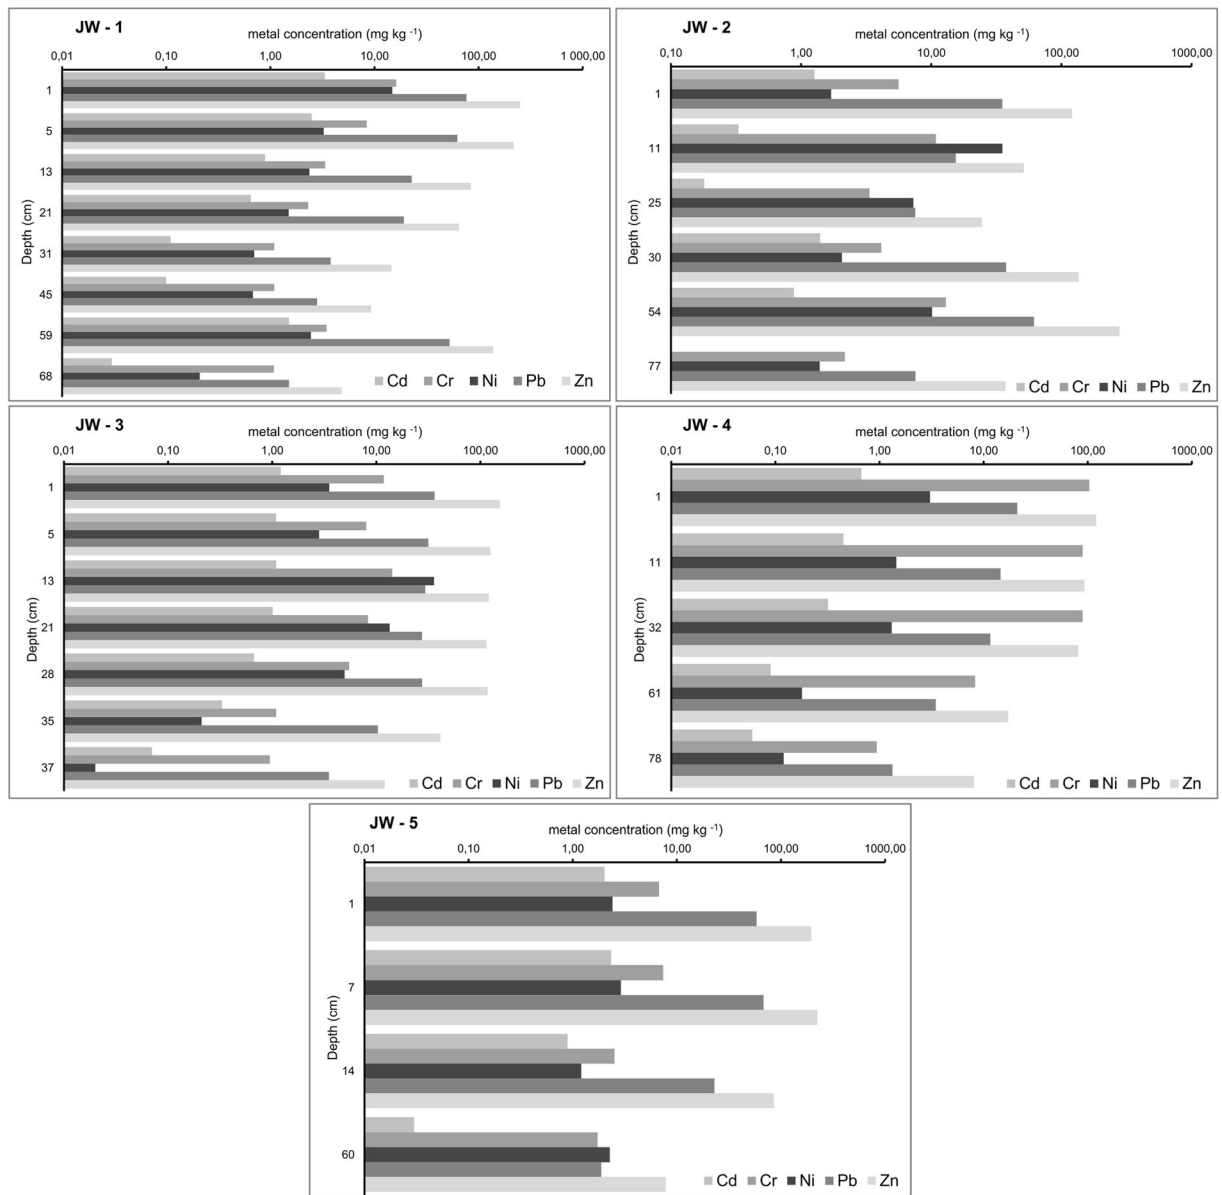 JW - 1
metal concentration (mg kg -1)
0,01 0,10 1,00 10,00 100,00 1 000,00
Depth (cm)
1
5
13
21
31
45
59
68
Cd Cr Ni Pb Zn
JW - 2
metal concentration (mg kg -1)
0,10 1,00 10,00 100,00 1000,00
Depth (cm)
1
11
25
30
54
77
Cd Cr Ni Pb Zn
JW - 3
metal concentration (mg kg -1)
0,01 0,10 1,00 10,00 100,00 1000,00
Depth (cm)
1
5
13
21
28
35
37
Cd Cr Ni Pb Zn
JW - 4
metal concentration (mg kg -1)
0,01 0,10 1,00 10,00 100,00 1000,00
Depth (cm)
1
11
32
61
78
Cd Cr Ni Pb Zn
JW - 5
metal concentration (mg kg -1)
0,01 0,10 1,00 10,00 100,00 1000,00
Depth (cm)
1
7
14
60
Cd Cr Ni Pb Zn